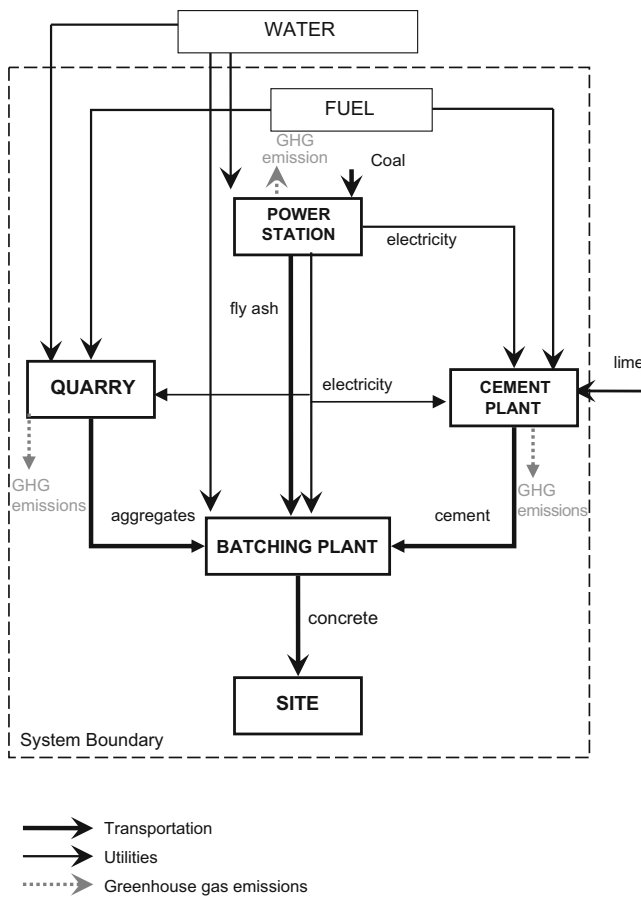 WATER
FUEL
GHG
emission
Coal
POWER
STATION
electricity
fly ash
lime
QUARRY
electricity
CEMENT
PLANT
GHG
emissions
aggregates
cement
GHG
emissions
BATCHING PLANT
concrete
SITE
System Boundary
Transportation
Utilities
Greenhouse gas emissions